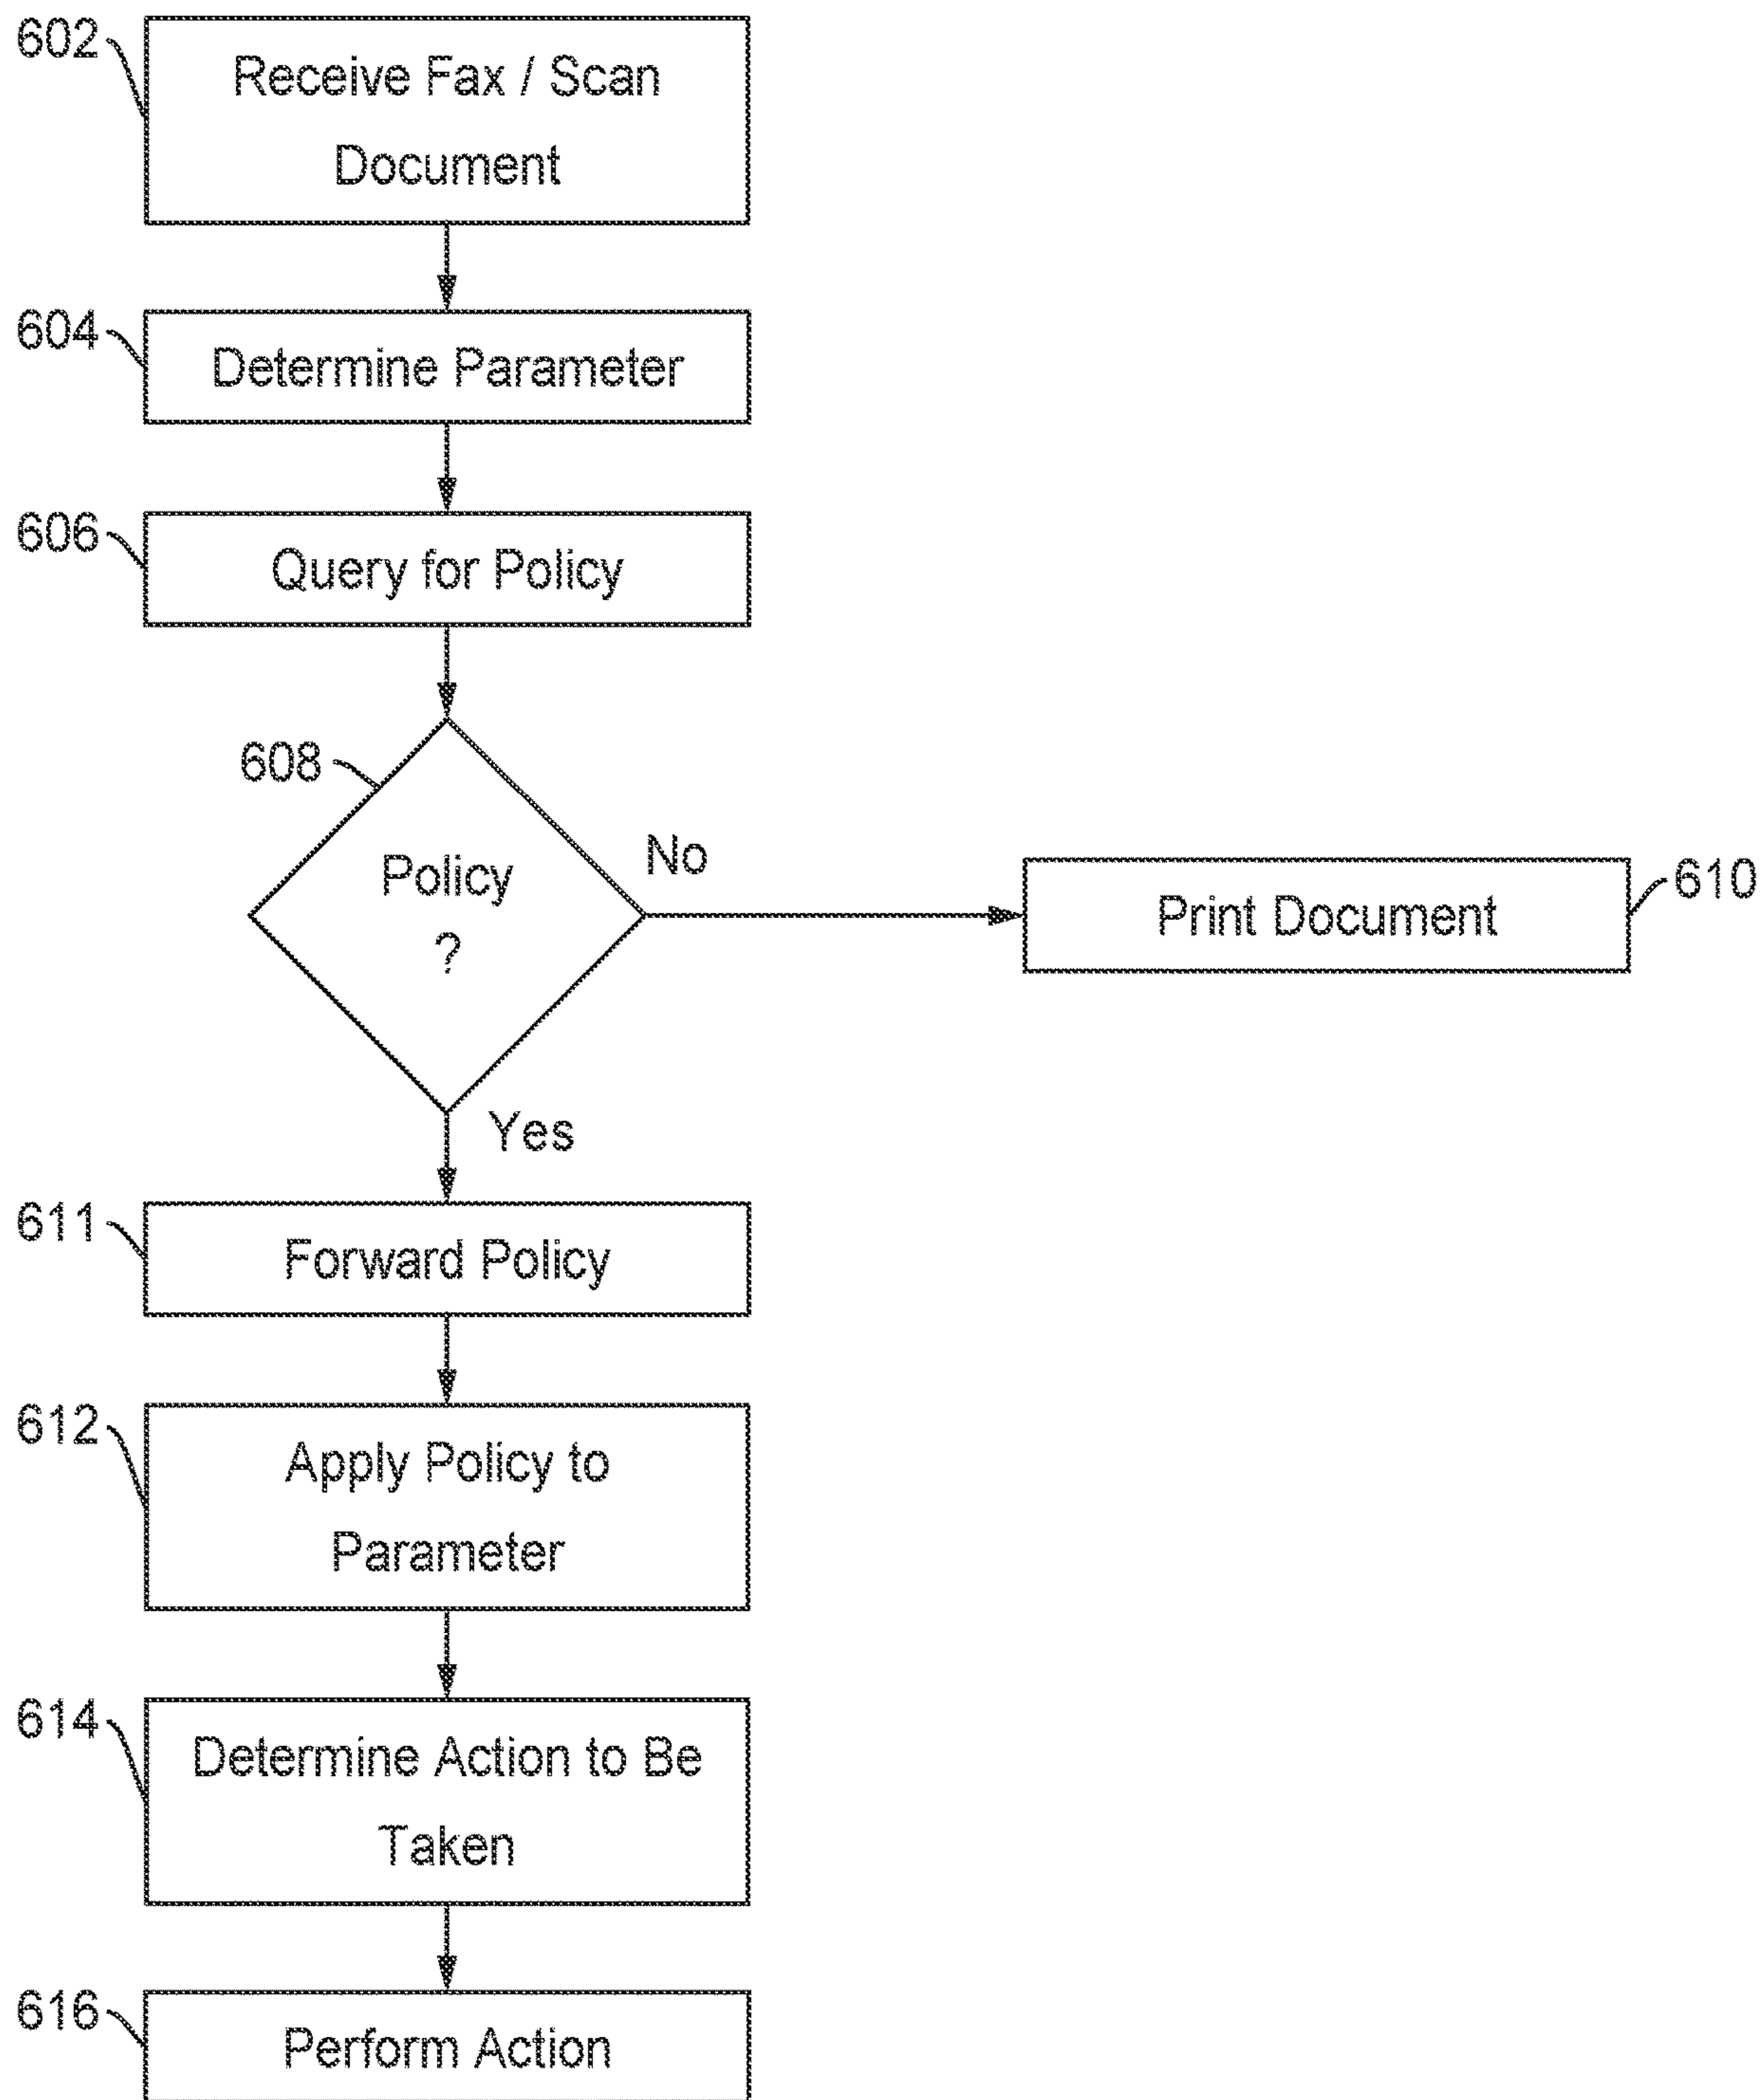 602
Receive Fax / Scan
Document
604
Determine Parameter
606
Query for Policy
608
Policy
?
No
Print Document
610
Yes
611
Forward Policy
612
Apply Policy to
Parameter
614
Determine Action to Be
Taken
616
Perform Action